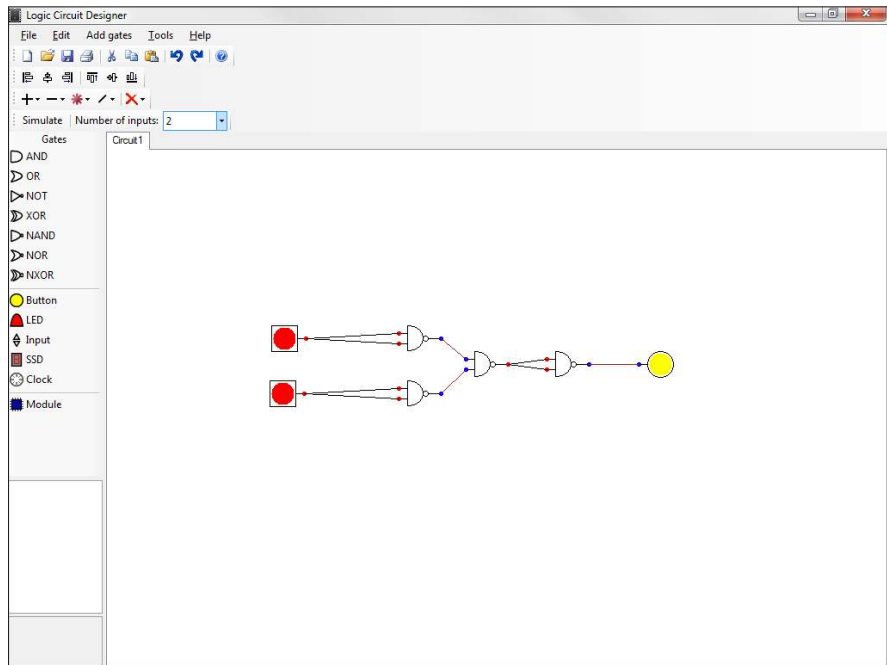 Logic Circuit Designer
File Edit Add gates Tools Help
Simulate Number of inputs: 2
Gates
Circuit1
AND
OR
NOT
XOR
NAND
NOR
NXOR
Button
LED
Input
SSD
Clock
Module